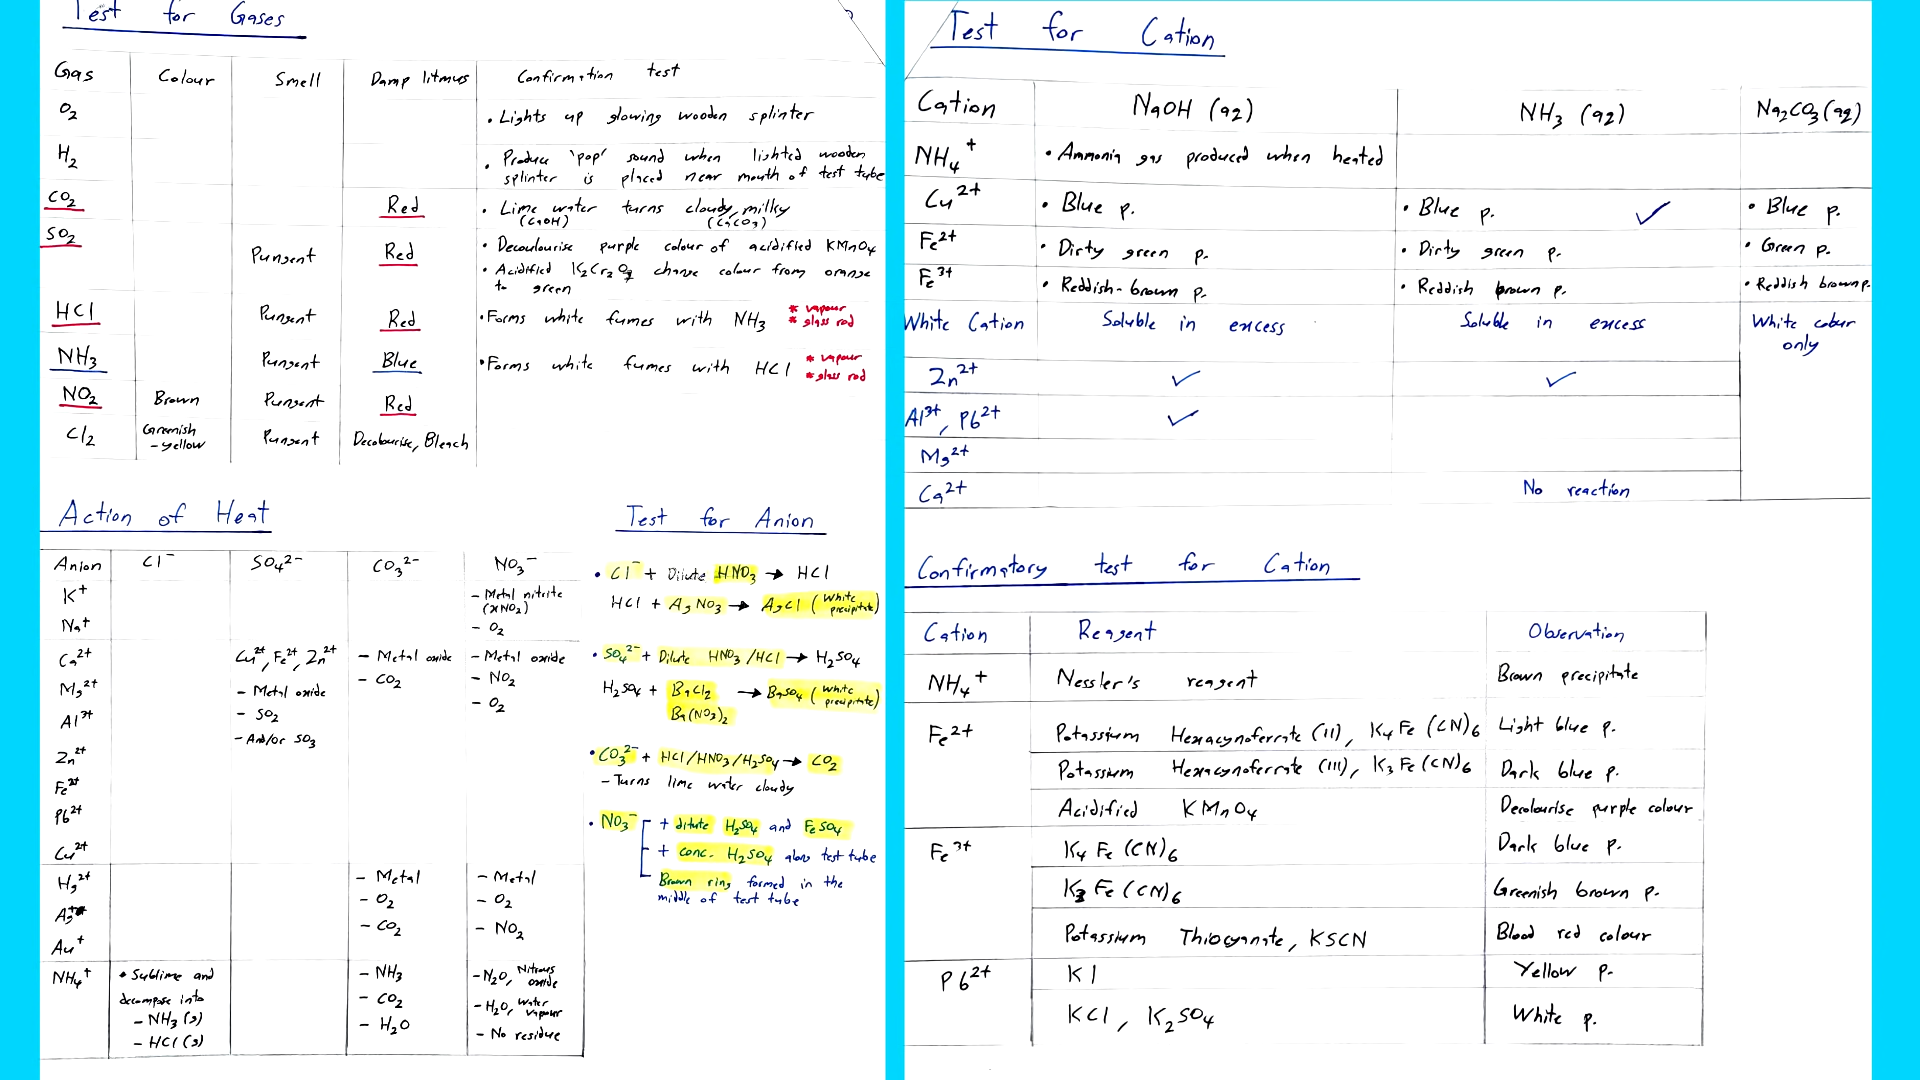 Test for Gases
Gas Colour Smell Damp litmus Confirmation test
O₂ • Lights up glowing wooden splinter
H₂ • Produce 'pop' sound when lighted wooden
splinter is placed near mouth of test tube
CO₂ Red • Lime water turns cloudy, milky
(CaOH) (CaCO₃)
SO₂ Pungent Red • Decoulourise purple colour of acidified KMnO₄
• Acidified K₂Cr₂O₇ change colour from orange
to green
HCl Pungent Red • Forms white fumes with NH₃ * vapour
* glass rod
NH₃ Pungent Blue • Forms white fumes with HCl * vapour
* glass rod
NO₂ Brown Pungent Red
Cl₂ Greenish
- yellow Pungent Decolourise, Bleach
Action of Heat
Anion Cl⁻ SO₄²⁻ CO₃²⁻ NO₃⁻
K⁺ - Metal nitrite
(xNO₂)
Na⁺ - O₂
Ca²⁺ Cu²⁺, Fe²⁺, Zn²⁺ - Metal oxide - Metal oxide
Mg²⁺ - Metal oxide - CO₂ - NO₂
Al³⁺ - SO₂ - O₂
- And/or SO₃
Zn²⁺
Fe²⁺
Pb²⁺
Cu²⁺
Hg²⁺ - Metal - Metal
Ag⁺ - O₂ - O₂
Au⁺ - CO₂ - NO₂
NH₄⁺ • Sublime and - NH₃ - N₂O, Nitrous
oxide
decompose into - CO₂ - H₂O, Water
vapour
- NH₃ (g) - H₂O - No residue
- HCl (g)
Test for Anion
• Cl⁻ + Dilute HNO₃ → HCl
HCl + AgNO₃ → AgCl (White
precipitate)
• SO₄²⁻ + Dilute HNO₃/HCl → H₂SO₄
H₂SO₄ + BaCl₂ → BaSO₄ (White
precipitate)
Ba(NO₃)₂
• CO₃²⁻ + HCl/HNO₃/H₂SO₄ → CO₂
- Turns lime water cloudy
• NO₃⁻ + dilute H₂SO₄ and FeSO₄
+ conc. H₂SO₄ along test tube
Brown ring formed in the
middle of test tube
Test for Cation
Cation NaOH (aq) NH₃ (aq) Na₂CO₃ (aq)
NH₄⁺ • Ammonia gas produced when heated
Cu²⁺ • Blue p. • Blue p. ✓ • Blue p.
Fe²⁺ • Dirty green p. • Dirty green p. • Green p.
Fe³⁺ • Reddish-brown p. • Reddish brown p. • Reddish brown p.
White Cation Soluble in excess Soluble in excess White colour
only
Zn²⁺ ✓ ✓
Al³⁺, Pb²⁺ ✓
Mg²⁺
Ca²⁺ No reaction
Confirmatory test for Cation
Cation Reagent Observation
NH₄⁺ Nessler's reagent Brown precipitate
Fe²⁺ Potassium Hexacynoferrate (II), K₄Fe(CN)₆ Light blue p.
Potassium Hexacynoferrate (III), K₃Fe(CN)₆ Dark blue p.
Acidified KMnO₄ Decolourise purple colour
Fe³⁺ K₄Fe(CN)₆ Dark blue p.
K₃Fe(CN)₆ Greenish brown p.
Potassium Thiocyanate, KSCN Blood red colour
Pb²⁺ KI Yellow p.
KCl, K₂SO₄ White p.